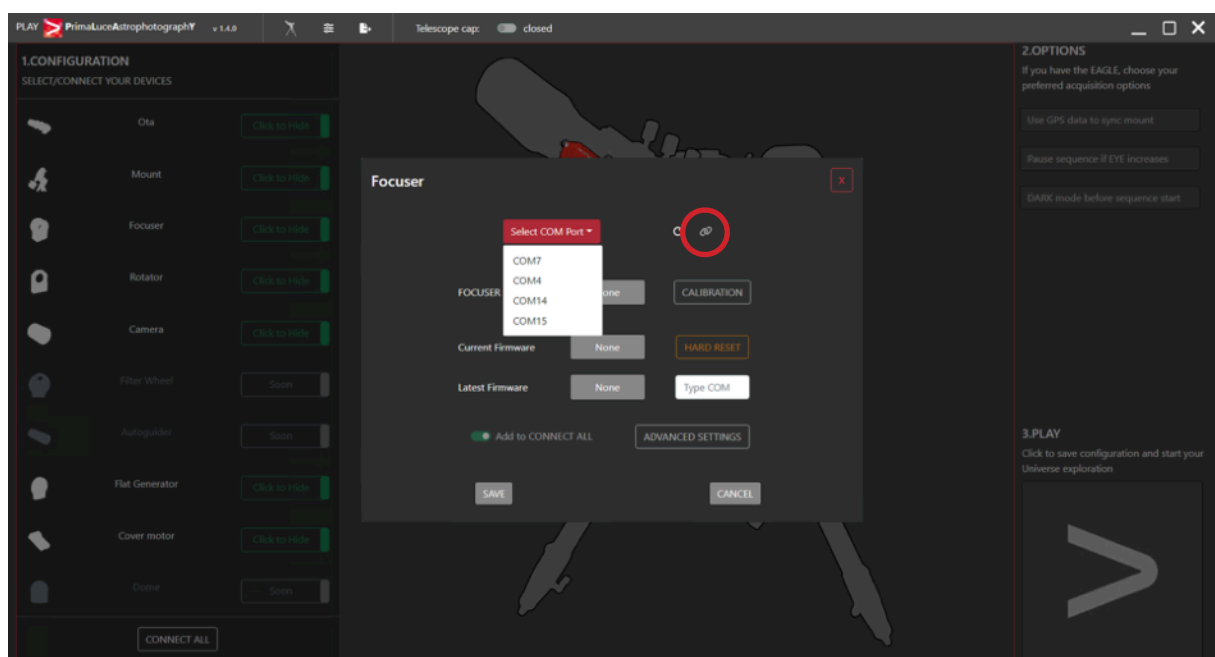 PLAY PrimaLuceAstrophotographY v 1.4.0
Telescope cap: closed
1.CONFIGURATION
SELECT/CONNECT YOUR DEVICES
Ota Click to Hide
Mount Click to Hide
Focuser Click to Hide
Rotator Click to Hide
Camera Click to Hide
Filter Wheel Soon
Autoguider Soon
Flat Generator Click to Hide
Cover motor Click to Hide
Dome Soon
CONNECT ALL
Focuser
X
Select COM Port
COM7
COM4
COM14
COM15
FOCUSER one CALIBRATION
Current Firmware None HARD RESET
Latest Firmware None Type COM
Add to CONNECT ALL ADVANCED SETTINGS
SAVE CANCEL
2.OPTIONS
If you have the EAGLE, choose your
preferred acquisition options
Use GPS data to sync mount
Pause sequence if EYE increases
DARK mode before sequence start
3.PLAY
Click to save configuration and start your
Universe exploration